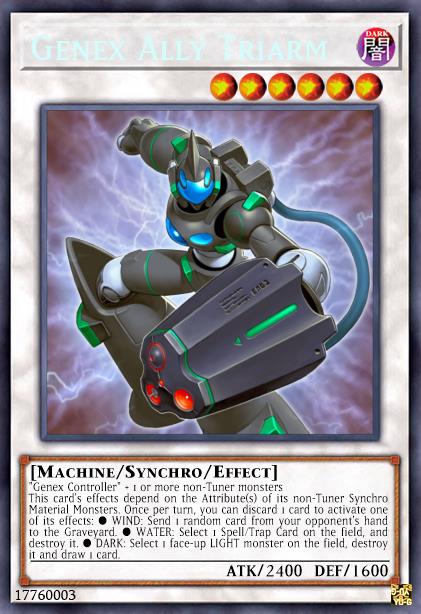 Genex Ally Triarm
DARK
闇
[Machine/Synchro/Effect]
"Genex Controller" + 1 or more non-Tuner monsters
This card's effects depend on the Attribute(s) of its non-Tuner Synchro
Material Monsters. Once per turn, you can discard 1 card to activate one
of its effects: ● WIND: Send 1 random card from your opponent's hand
to the Graveyard. ● WATER: Select 1 Spell/Trap Card on the field, and
destroy it. ● DARK: Select 1 face-up LIGHT monster on the field, destroy
it and draw 1 card.
ATK/2400 DEF/1600
17760003